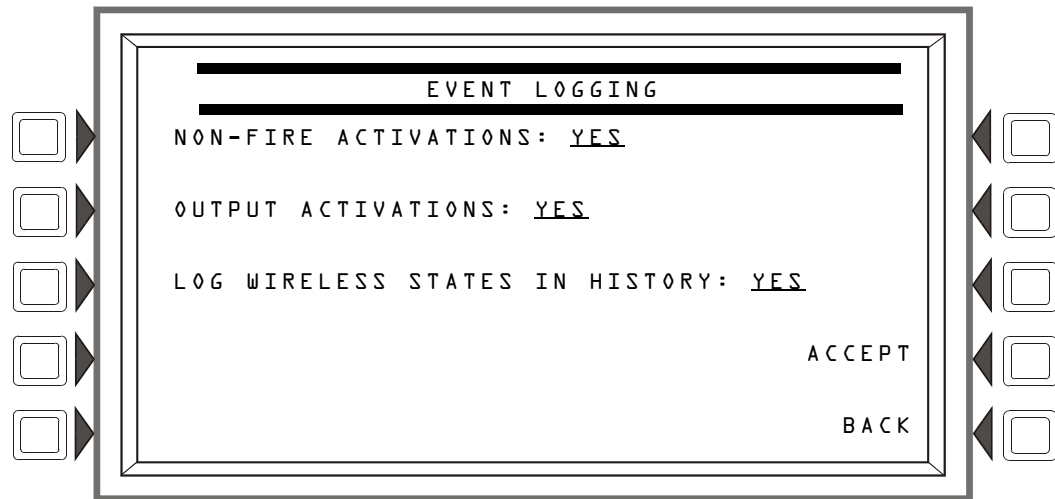 EVENT LOGGING
NON-FIRE ACTIVATIONS: YES
OUTPUT ACTIVATIONS: YES
LOG WIRELESS STATES IN HISTORY: YES
ACCEPT
BACK